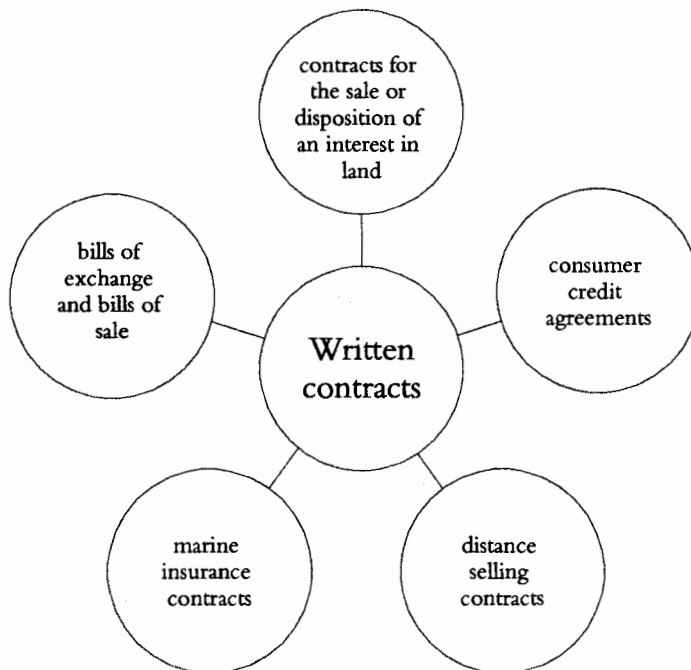 contracts for
the sale or
disposition of
an interest in
land
bills of
exchange
and bills of
sale
consumer
credit
agreements
Written
contracts
marine
insurance
contracts
distance
selling
contracts